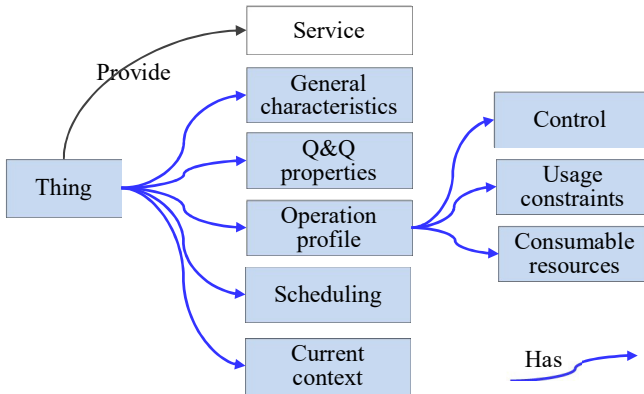 Service
Provide
General
characteristics
Q&Q
properties
Thing
Operation
profile
Scheduling
Current
context
Control
Usage
constraints
Consumable
resources
Has